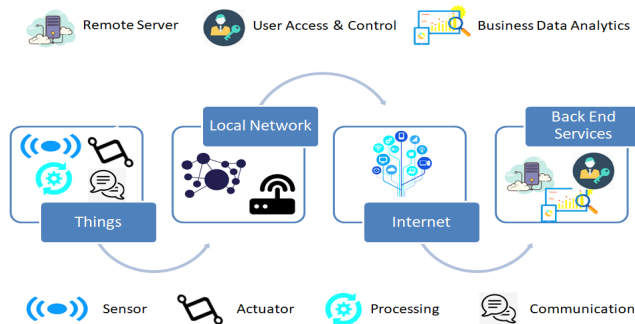 Remote Server
User Access & Control
Business Data Analytics
Local Network
Back End
Services
Things
Internet
Sensor
Actuator
Processing
Communication